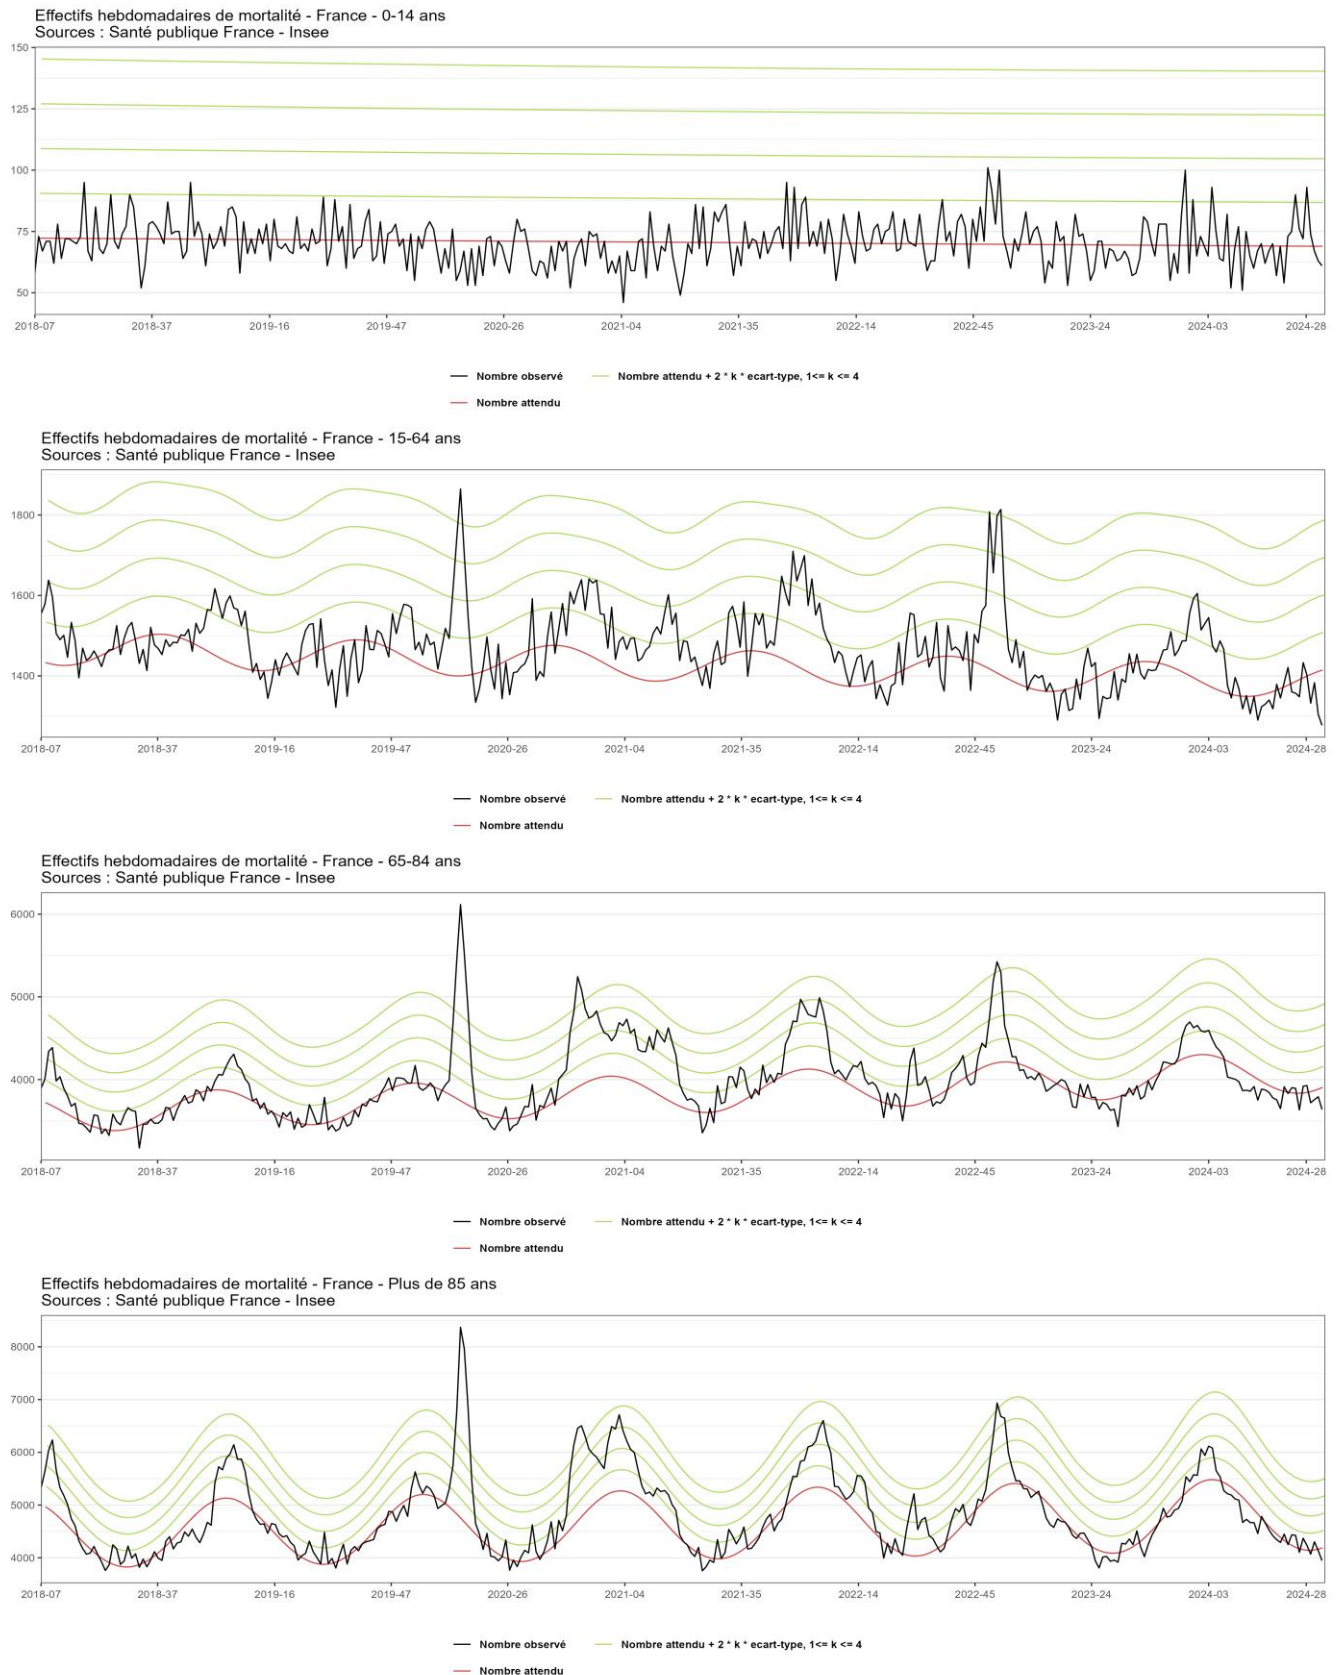 Effectifs hebdomadaires de mortalité - France - 0-14 ans
Sources : Santé publique France - Insee
150
125
100
75
50
2018-07 2018-37 2019-16 2019-47 2020-26 2021-04 2021-35 2022-14 2022-45 2023-24 2024-03 2024-28
Nombre observé Nombre attendu + 2 * k * ecart-type, 1<= k <= 4
Nombre attendu
Effectifs hebdomadaires de mortalité - France - 15-64 ans
Sources : Santé publique France - Insee
1800
1600
1400
2018-07 2018-37 2019-16 2019-47 2020-26 2021-04 2021-35 2022-14 2022-45 2023-24 2024-03 2024-28
Nombre observé Nombre attendu + 2 * k * ecart-type, 1<= k <= 4
Nombre attendu
Effectifs hebdomadaires de mortalité - France - 65-84 ans
Sources : Santé publique France - Insee
6000
5000
4000
2018-07 2018-37 2019-16 2019-47 2020-26 2021-04 2021-35 2022-14 2022-45 2023-24 2024-03 2024-28
Nombre observé Nombre attendu + 2 * k * ecart-type, 1<= k <= 4
Nombre attendu
Effectifs hebdomadaires de mortalité - France - Plus de 85 ans
Sources : Santé publique France - Insee
8000
7000
6000
5000
4000
2018-07 2018-37 2019-16 2019-47 2020-26 2021-04 2021-35 2022-14 2022-45 2023-24 2024-03 2024-28
Nombre observé Nombre attendu + 2 * k * ecart-type, 1<= k <= 4
Nombre attendu